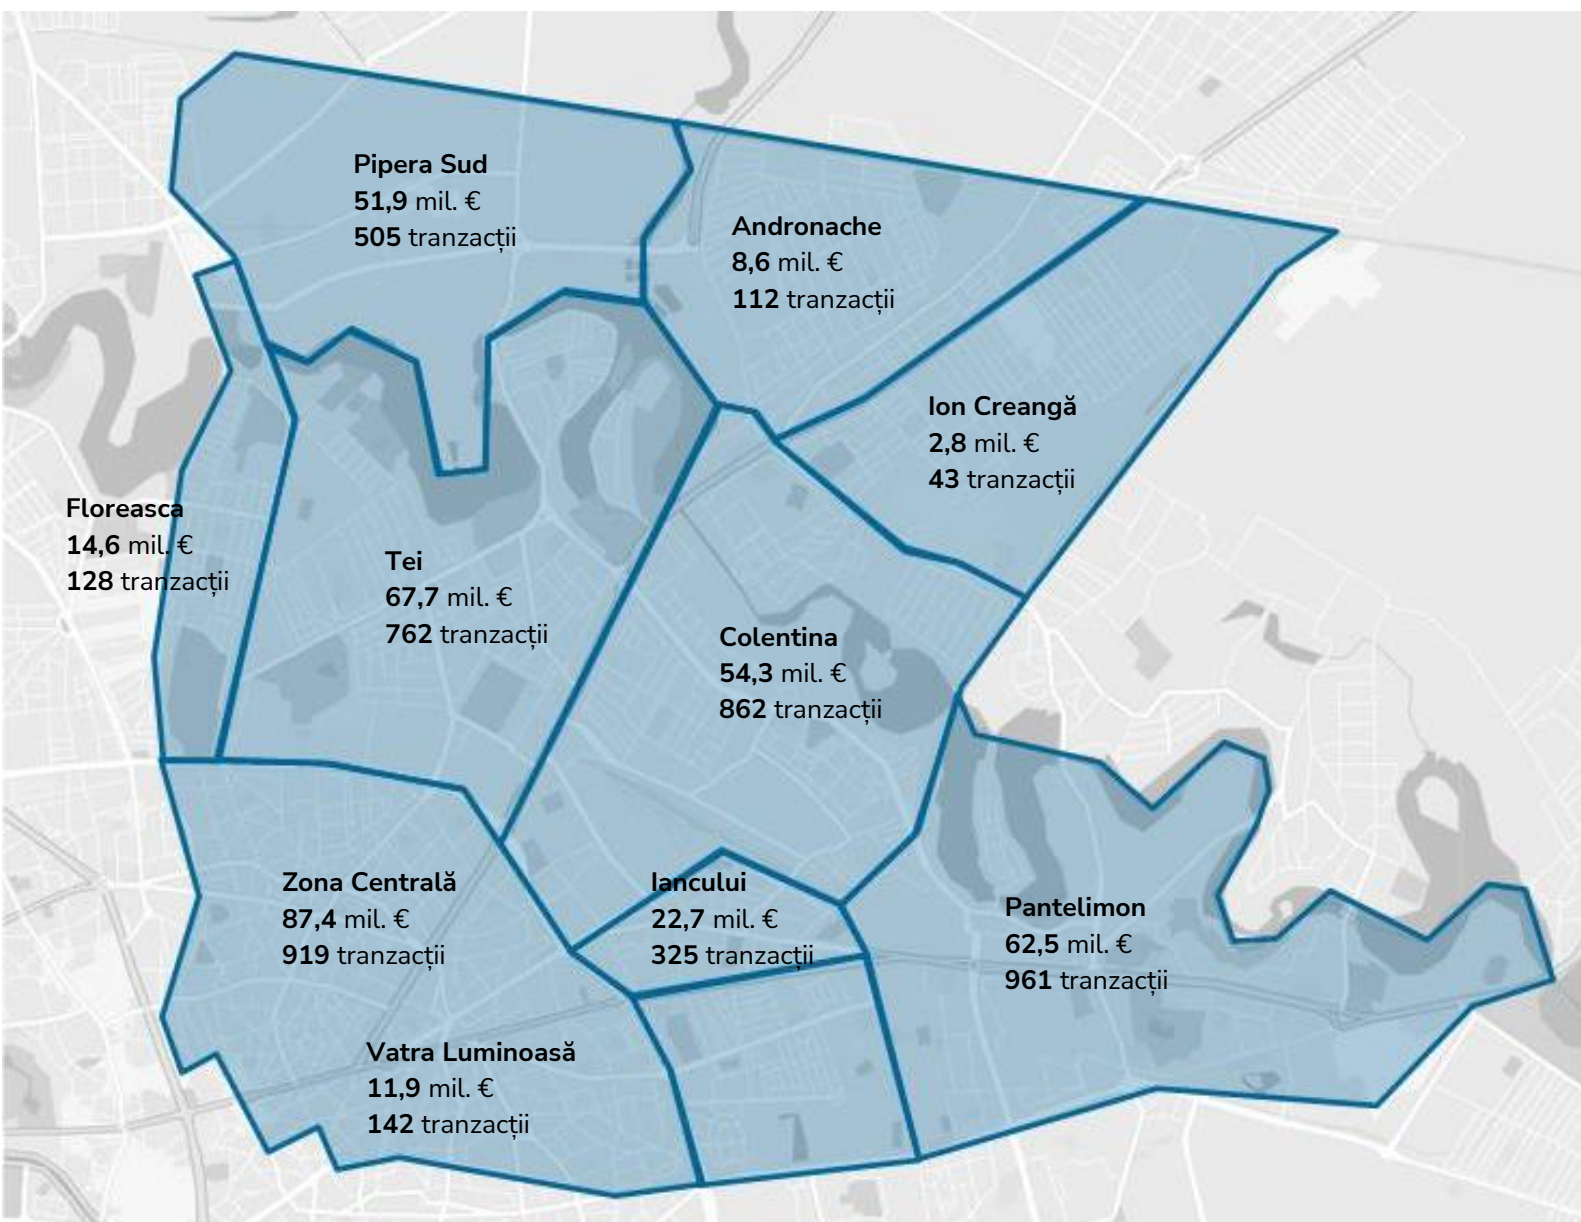 Pipera Sud
51,9 mil. €
505 tranzacții
Andronache
8,6 mil. €
112 tranzacții
Ion Creangă
2,8 mil. €
43 tranzacții
Floreasca
14,6 mil. €
128 tranzacții
Tei
67,7 mil. €
762 tranzacții
Colentina
54,3 mil. €
862 tranzacții
Zona Centrală
87,4 mil. €
919 tranzacții
Iancului
22,7 mil. €
325 tranzacții
Pantelimon
62,5 mil. €
961 tranzacții
Vatra Luminoasă
11,9 mil. €
142 tranzacții